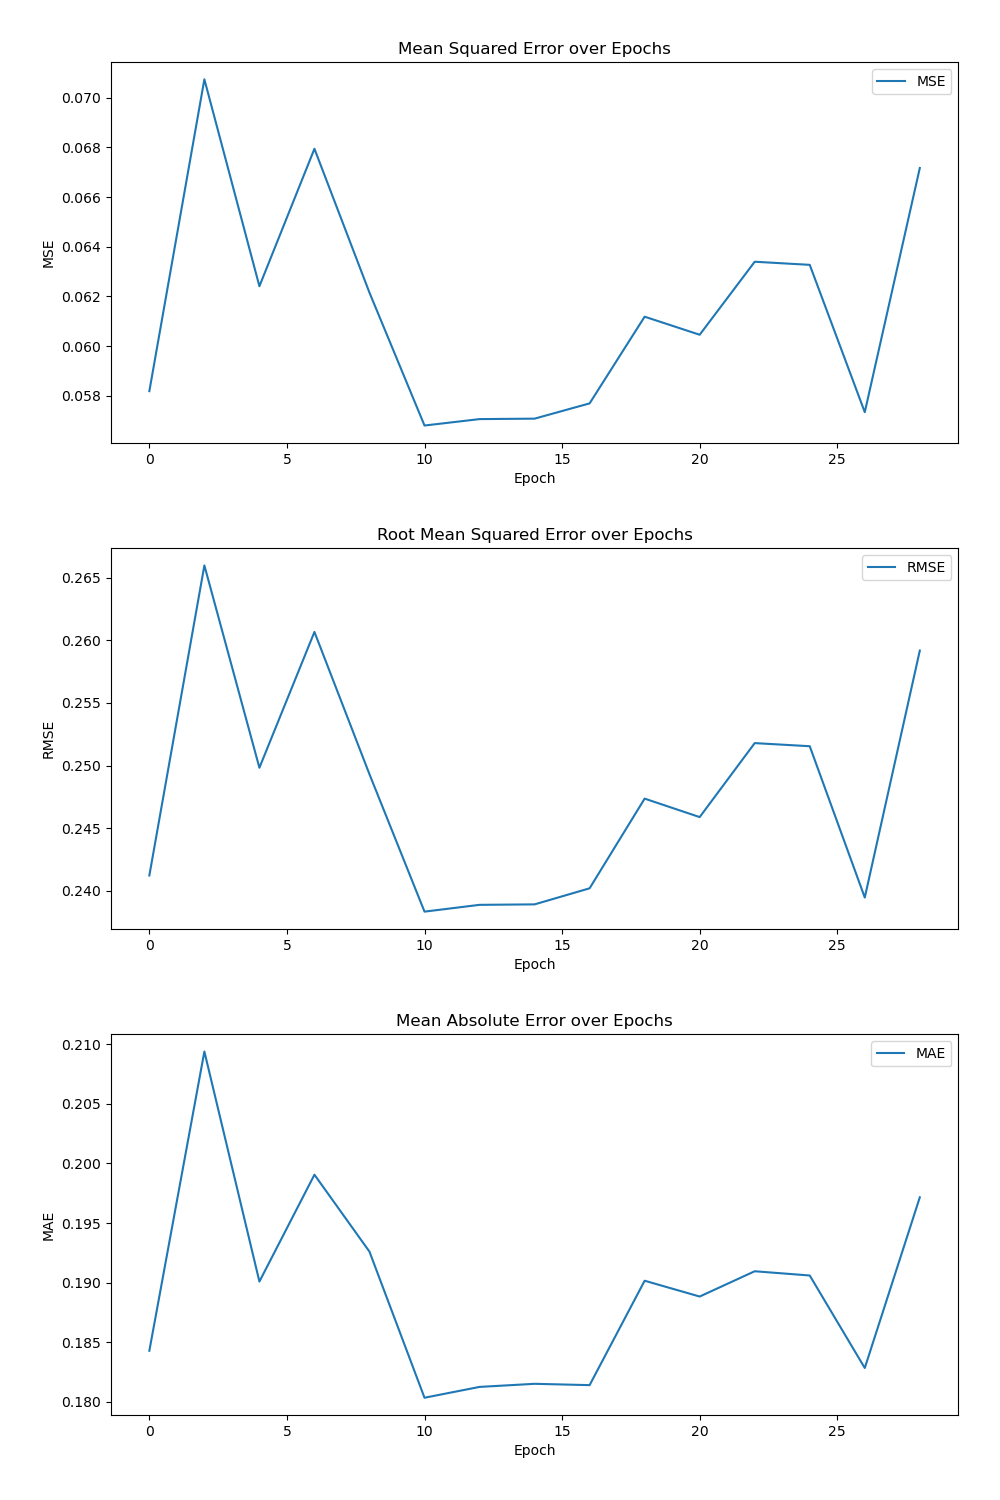 Mean Squared Error over Epochs
MSE
0.070
0.068
0.066
0.064
0.062
0.060
0.058
MSE
0 5 10 15 20 25
Epoch
Root Mean Squared Error over Epochs
RMSE
0.265
0.260
0.255
0.250
0.245
0.240
RMSE
0 5 10 15 20 25
Epoch
Mean Absolute Error over Epochs
MAE
0.210
0.205
0.200
0.195
0.190
0.185
0.180
MAE
0 5 10 15 20 25
Epoch